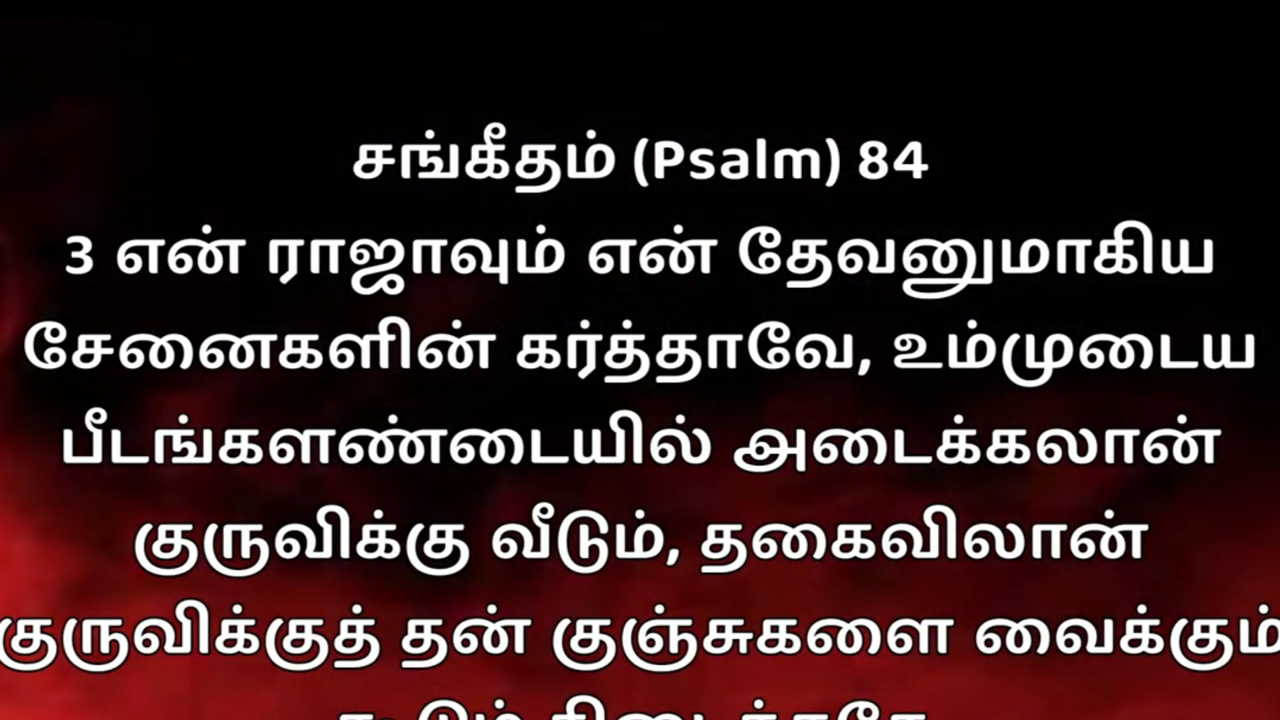 சங்கீதம் (Psalm) 84
3 என் ராஜாவும் என் தேவனுமாகிய
சேனைகளின் கர்த்தாவே, உம்முடைய
பீடங்களண்டையில் அடைக்கலான்
குருவிக்கு வீடும், தகைவிலான்
குருவிக்குத் தன் குஞ்சுகளை வைக்கும்